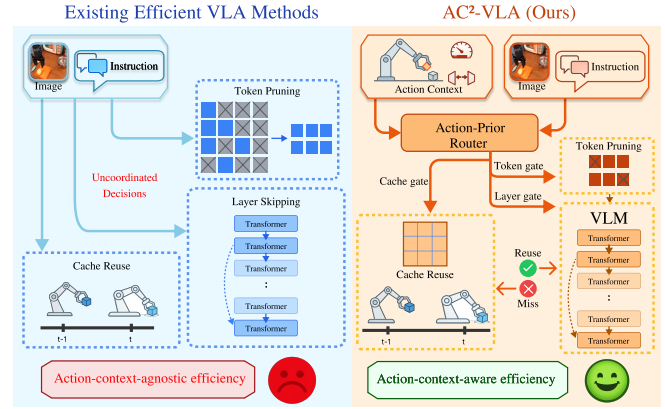 Existing Efficient VLA Methods
Image
Instruction
Token Pruning
Uncoordinated
Decisions
Layer Skipping
Transformer
Transformer
Transformer
:
Transformer
Transformer
Cache Reuse
t-1
t
Action-context-agnostic efficiency
AC²-VLA (Ours)
Action Context
Image
Instruction
Action-Prior
Router
Cache gate
Token gate
Layer gate
Token Pruning
VLM
Transformer
Transformer
Transformer
:
Transformer
Transformer
Cache Reuse
Reuse
Miss
t-1
t
Action-context-aware efficiency